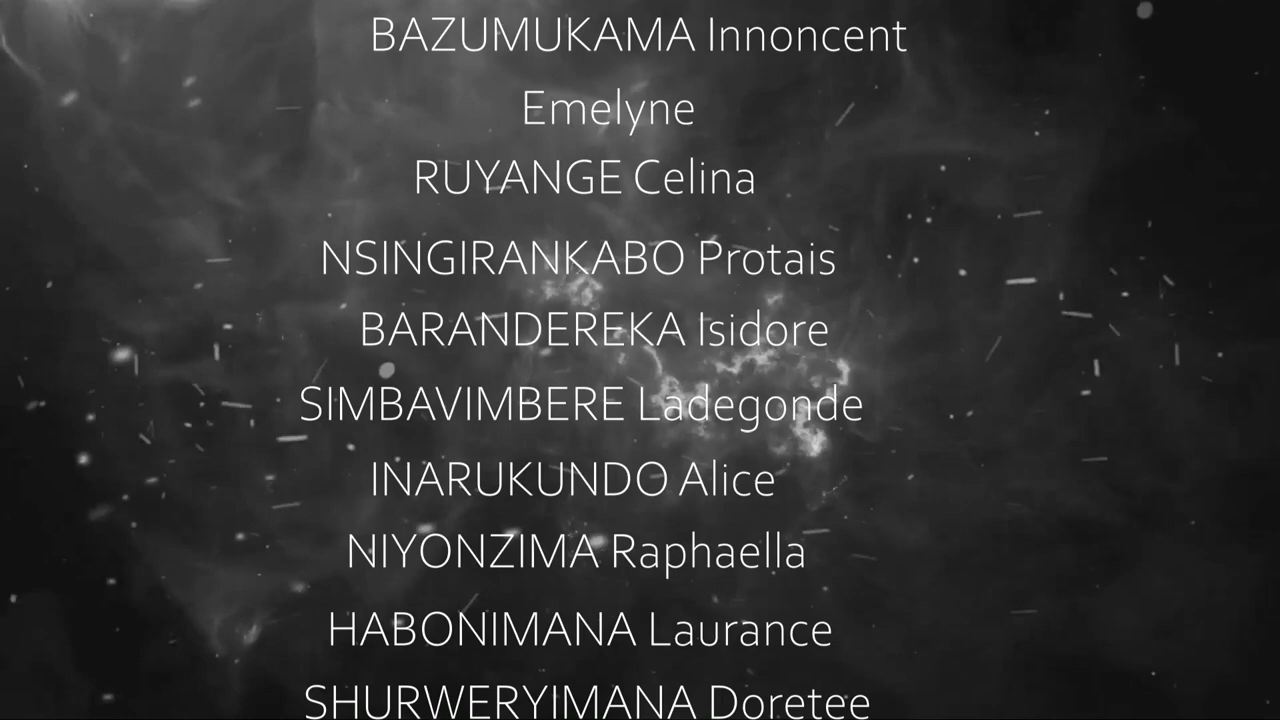 BAZUMUKAMA Innoncent
Emelyne
RUYANGE Celina
NSINGIRANKABO Protais
BARANDEREKA Isidore
SIMBAVIMBERE Ladegonde
INARUKUNDO Alice
NIYONZIMA Raphaella
HABONIMANA Laurance
SHURWERYIMANA Doretee